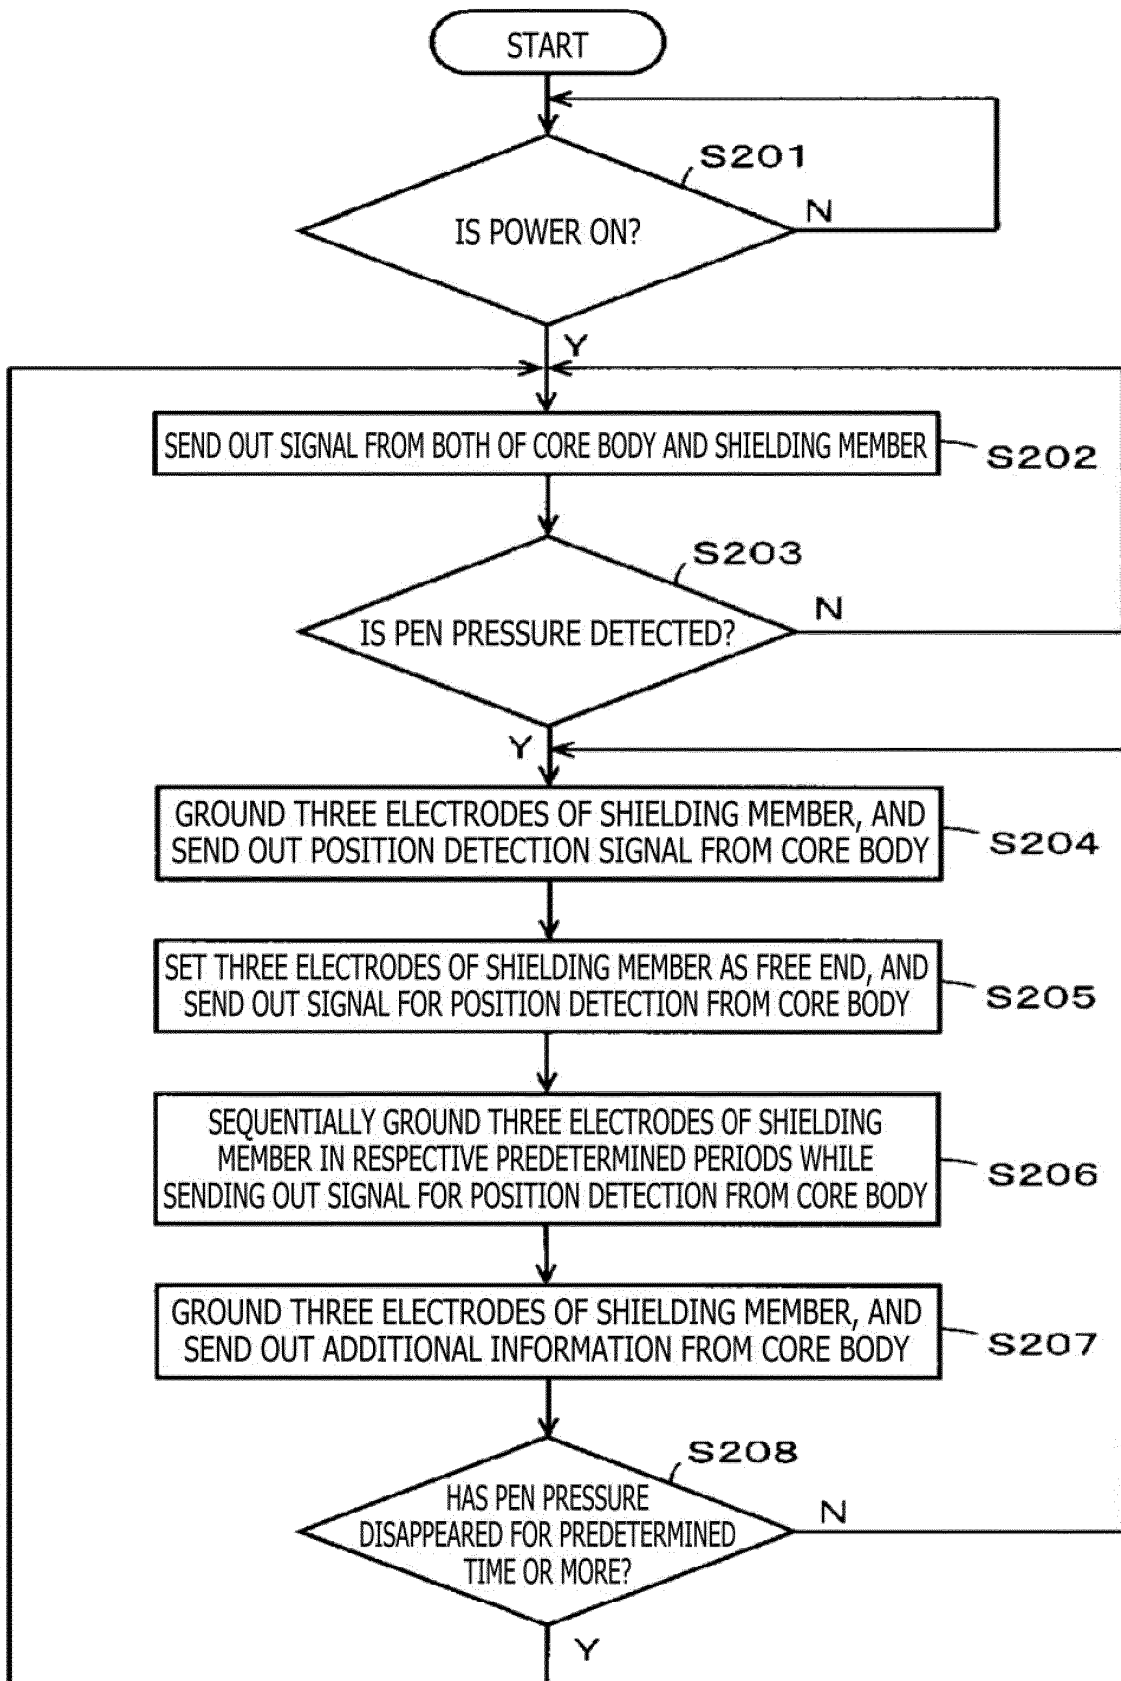 START
S201
IS POWER ON?
N
Y
SEND OUT SIGNAL FROM BOTH OF CORE BODY AND SHIELDING MEMBER
S202
S203
IS PEN PRESSURE DETECTED?
N
Y
GROUND THREE ELECTRODES OF SHIELDING MEMBER, AND
SEND OUT POSITION DETECTION SIGNAL FROM CORE BODY
S204
SET THREE ELECTRODES OF SHIELDING MEMBER AS FREE END, AND
SEND OUT SIGNAL FOR POSITION DETECTION FROM CORE BODY
S205
SEQUENTIALLY GROUND THREE ELECTRODES OF SHIELDING
MEMBER IN RESPECTIVE PREDETERMINED PERIODS WHILE
SENDING OUT SIGNAL FOR POSITION DETECTION FROM CORE BODY
S206
GROUND THREE ELECTRODES OF SHIELDING MEMBER, AND
SEND OUT ADDITIONAL INFORMATION FROM CORE BODY
S207
S208
HAS PEN PRESSURE
DISAPPEARED FOR PREDETERMINED
TIME OR MORE?
N
Y